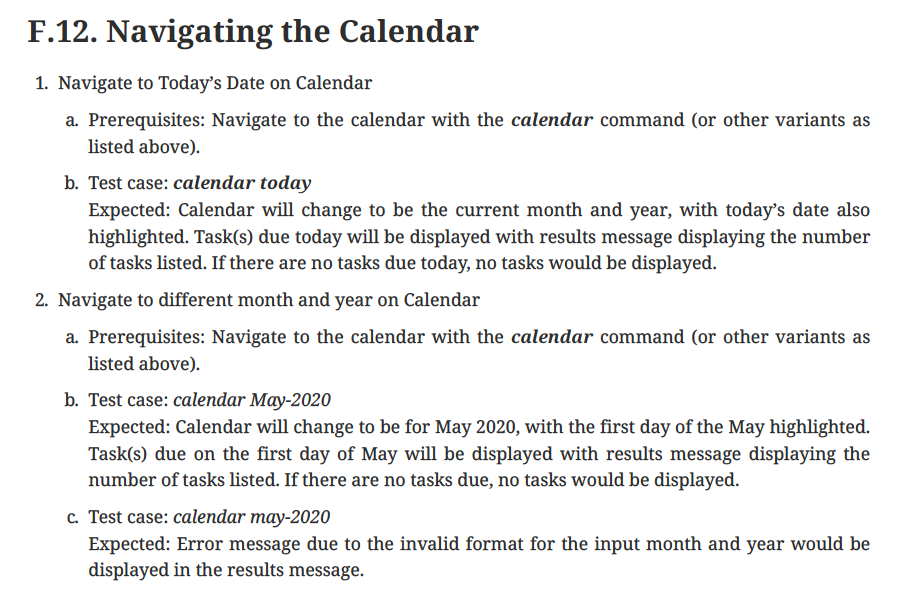 F.12. Navigating the Calendar
1. Navigate to Today’s Date on Calendar
a. Prerequisites: Navigate to the calendar with the calendar command (or other variants as
listed above).
b. Test case: calendar today
Expected: Calendar will change to be the current month and year, with today’s date also
highlighted. Task(s) due today will be displayed with results message displaying the number
of tasks listed. If there are no tasks due today, no tasks would be displayed.
2. Navigate to different month and year on Calendar
a. Prerequisites: Navigate to the calendar with the calendar command (or other variants as
listed above).
b. Test case: calendar May-2020
Expected: Calendar will change to be for May 2020, with the first day of the May highlighted.
Task(s) due on the first day of May will be displayed with results message displaying the
number of tasks listed. If there are no tasks due, no tasks would be displayed.
c. Test case: calendar may-2020
Expected: Error message due to the invalid format for the input month and year would be
displayed in the results message.